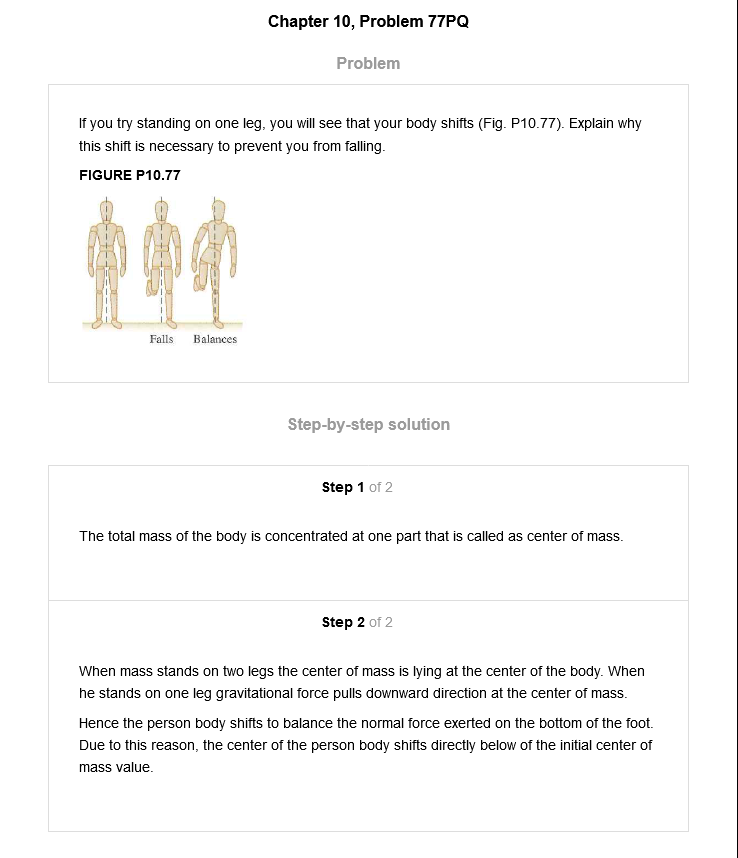 Chapter 10, Problem 77PQ
Problem
If you try standing on one leg, you will see that your body shifts (Fig. P10.77). Explain why
this shift is necessary to prevent you from falling.
FIGURE P10.77
Falls Balances
Step-by-step solution
Step 1 of 2
The total mass of the body is concentrated at one part that is called as center of mass.
Step 2 of 2
When mass stands on two legs the center of mass is lying at the center of the body. When
he stands on one leg gravitational force pulls downward direction at the center of mass.
Hence the person body shifts to balance the normal force exerted on the bottom of the foot.
Due to this reason, the center of the person body shifts directly below of the initial center of
mass value.